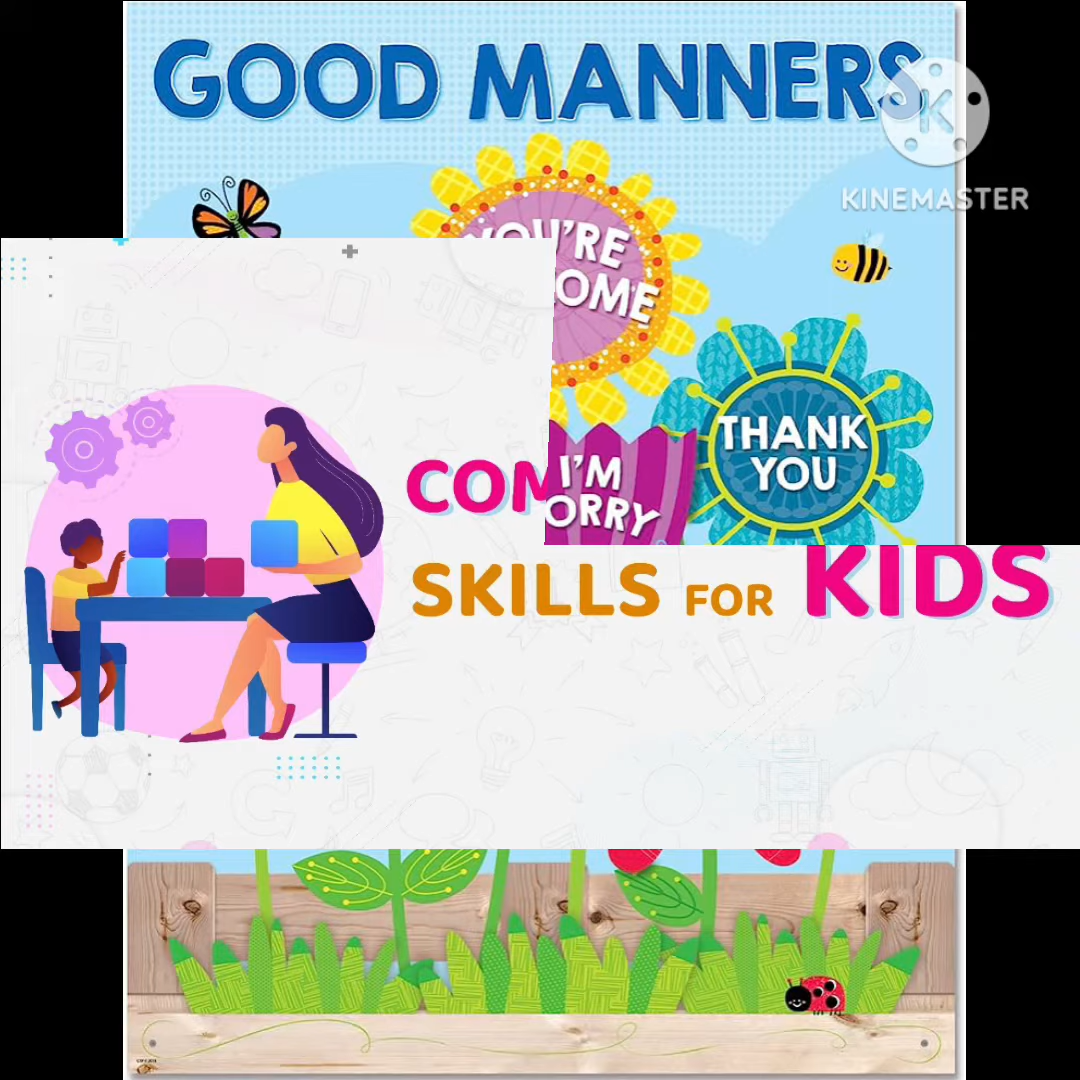 GOOD MANNERS
K
KINEMASTER
YOU'RE
OME
THANK
YOU
I'M
ORRY
COM
SKILLS FOR KIDS